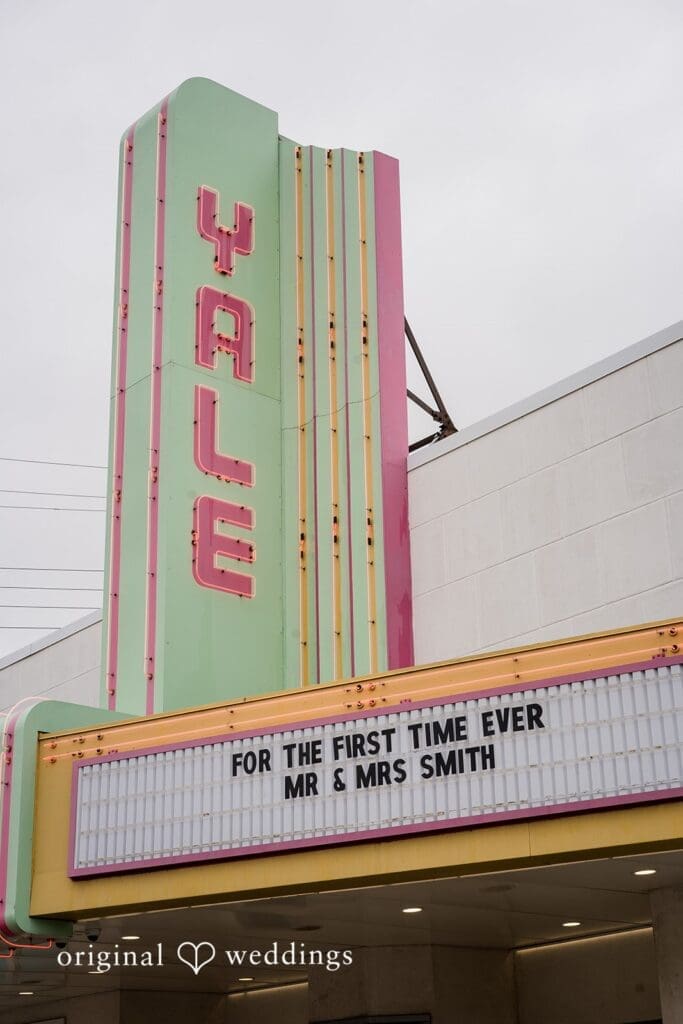 YALE
FOR THE FIRST TIME EVER
MR & MRS SMITH
original weddings